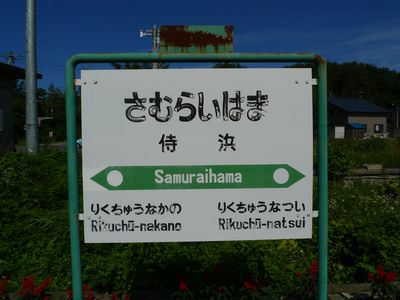 さむらいはま
侍浜
Samuraihama
りくちゅうなかの りくちゅうなつい
Rikuchū-nakano Rikuchū-natsui